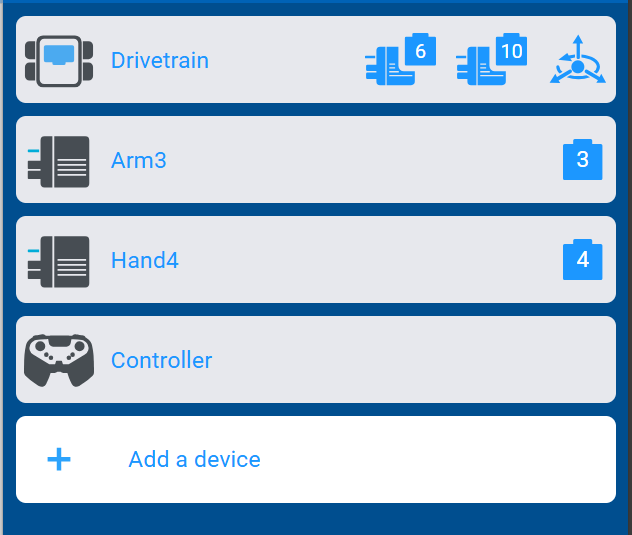 Drivetrain 6 10
Arm3 3
Hand4 4
Controller
+ Add a device